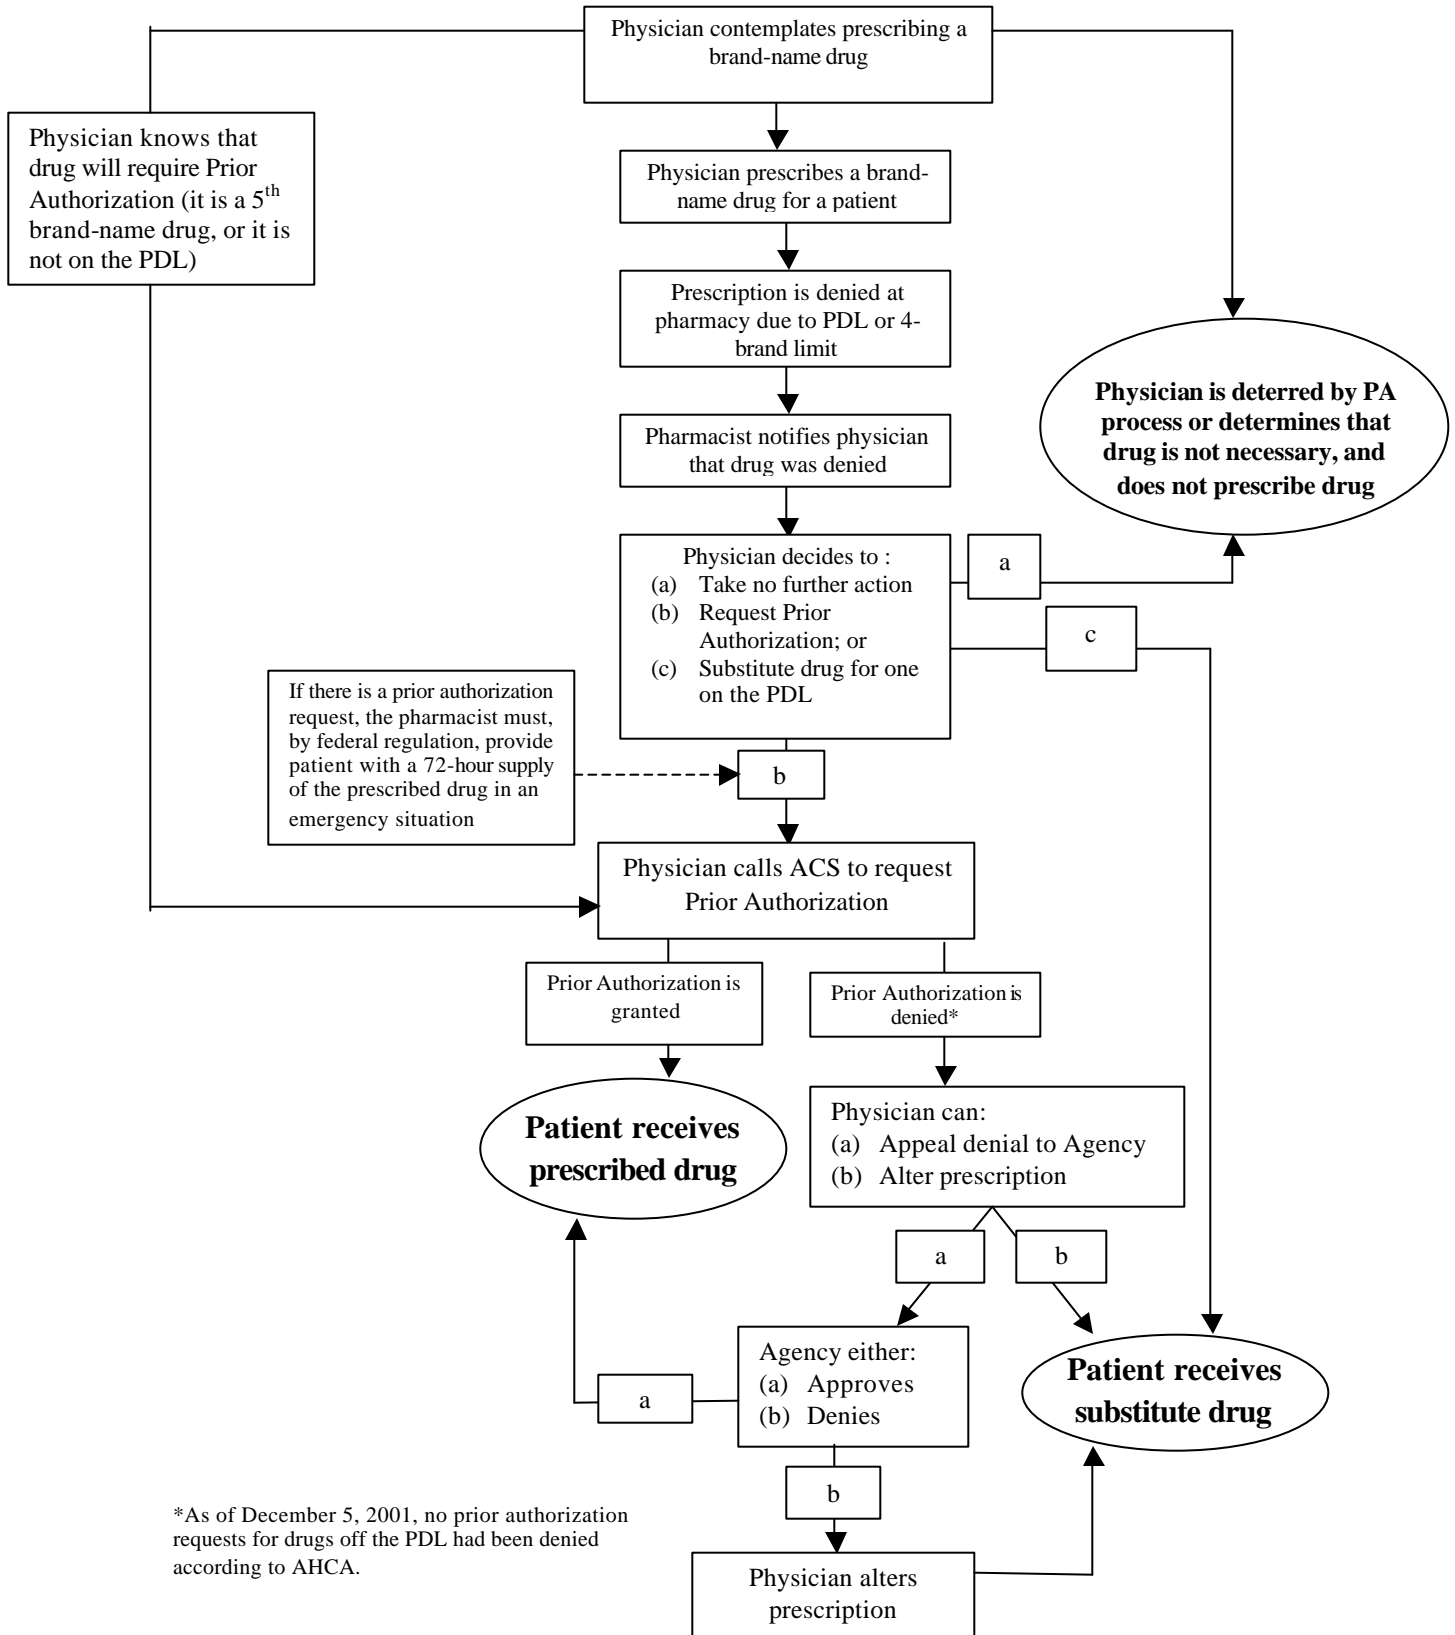 Physician contemplates prescribing a
brand-name drug
Physician knows that
drug will require Prior
Authorization (it is a 5th
brand-name drug, or it is
not on the PDL)
Physician prescribes a brand-
name drug for a patient
Prescription is denied at
pharmacy due to PDL or 4-
brand limit
Physician is deterred by PA
process or determines that
drug is not necessary, and
does not prescribe drug
Pharmacist notifies physician
that drug was denied
Physician decides to :
(a) Take no further action
(b) Request Prior
Authorization; or
(c) Substitute drug for one
on the PDL
a
c
If there is a prior authorization
request, the pharmacist must,
by federal regulation, provide
patient with a 72-hour supply
of the prescribed drug in an
emergency situation
b
Physician calls ACS to request
Prior Authorization
Prior Authorization is
granted
Prior Authorization is
denied*
Patient receives
prescribed drug
Physician can:
(a) Appeal denial to Agency
(b) Alter prescription
a
b
Agency either:
(a) Approves
(b) Denies
a
Patient receives
substitute drug
b
*As of December 5, 2001, no prior authorization
requests for drugs off the PDL had been denied
according to AHCA.
Physician alters
prescription